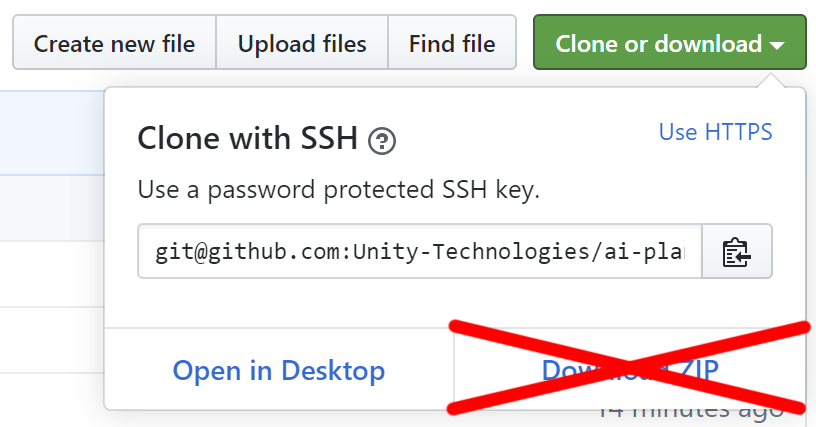 Create new file Upload files Find file Clone or download
Clone with SSH ?
Use HTTPS
Use a password protected SSH key.
git@github.com:Unity-Technologies/ai-pla
Open in Desktop
Download ZIP
14 minutes ago